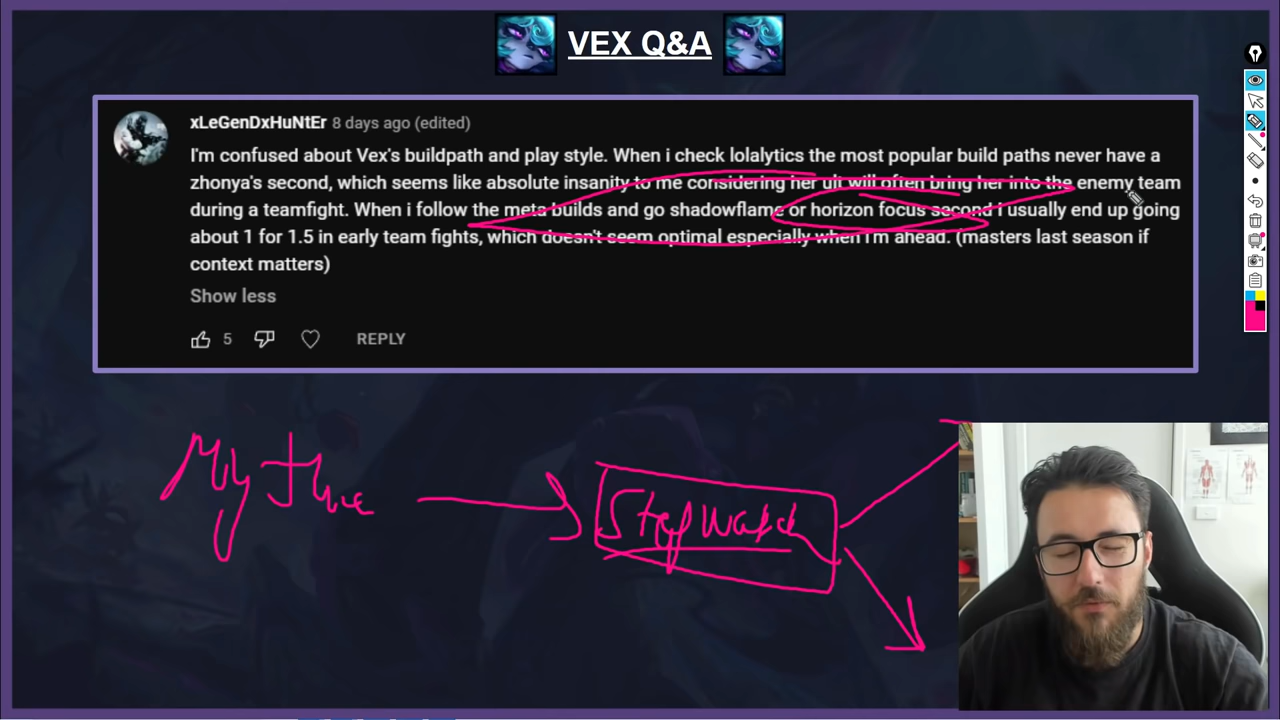 VEX Q&A
xLeGenDxHuNtEr 8 days ago (edited)
I'm confused about Vex's buildpath and play style. When i check lolalytics the most popular build paths never have a
zhonya's second, which seems like absolute insanity to me considering her ult will often bring her into the enemy team
during a teamfight. When i follow the meta builds and go shadowflame or horizon focus second i usually end up going
about 1 for 1.5 in early team fights, which doesn't seem optimal especially when I'm ahead. (masters last season if
context matters)
Show less
5 REPLY
Stopwatch